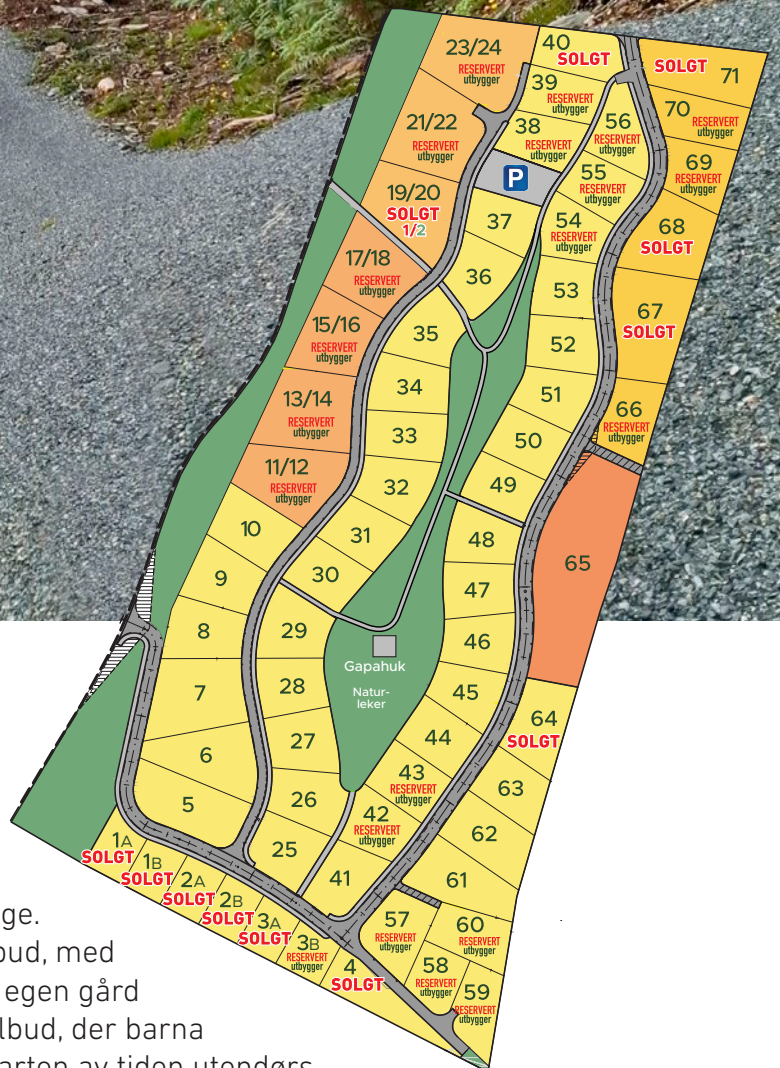 23/24
RESERVERT
utbygger
40
SOLGT
SOLGT 71
39
RESERVERT
utbygger
21/22
RESERVERT
utbygger
38
RESERVERT
utbygger
56
RESERVERT
utbygger
70 RESERVERT
utbygger
P
55
RESERVERT
utbygger
69
RESERVERT
utbygger
19/20
SOLGT
1/2
37
54
RESERVERT
utbygger
68
SOLGT
17/18
RESERVERT
utbygger
36
53
67
SOLGT
15/16
RESERVERT
utbygger
35
52
34
51
66
RESERVERT
utbygger
13/14
RESERVERT
utbygger
33
50
11/12
RESERVERT
utbygger
32
49
10
31
48
65
9
30
47
8
29
46
Gapahuk
Natur-
leker
7
28
45
64
SOLGT
6
27
44
43
RESERVERT
utbygger
63
5
26
42
RESERVERT
utbygger
62
25
41
61
1A
SOLGT
1B
SOLGT
2A
SOLGT
2B
SOLGT
3A
SOLGT
3B
RESERVERT
utbygger
4
SOLGT
57
RESERVERT
utbygger
60
RESERVERT
utbygger
58
RESERVERT
utbygger
59
RESERVERT
utbygger
ge.
bud, med
egen gård
lbud, der barna
arten av tiden utendørs